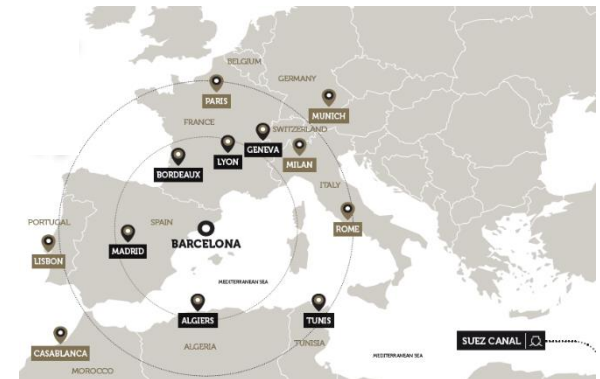 BELGIUM
GERMANY
PARIS
MUNICH
FRANCE
SWITZERLAND
LYON
GENEVA
MILAN
BORDEAUX
ITALY
PORTUGAL
SPAIN
ROME
BARCELONA
MADRID
LISBON
MEDITERRANEAN SEA
ALGIERS
TUNIS
SUEZ CANAL
ALGERIA
TUNISIA
CASABLANCA
MEDITERRANEAN SEA
MOROCCO